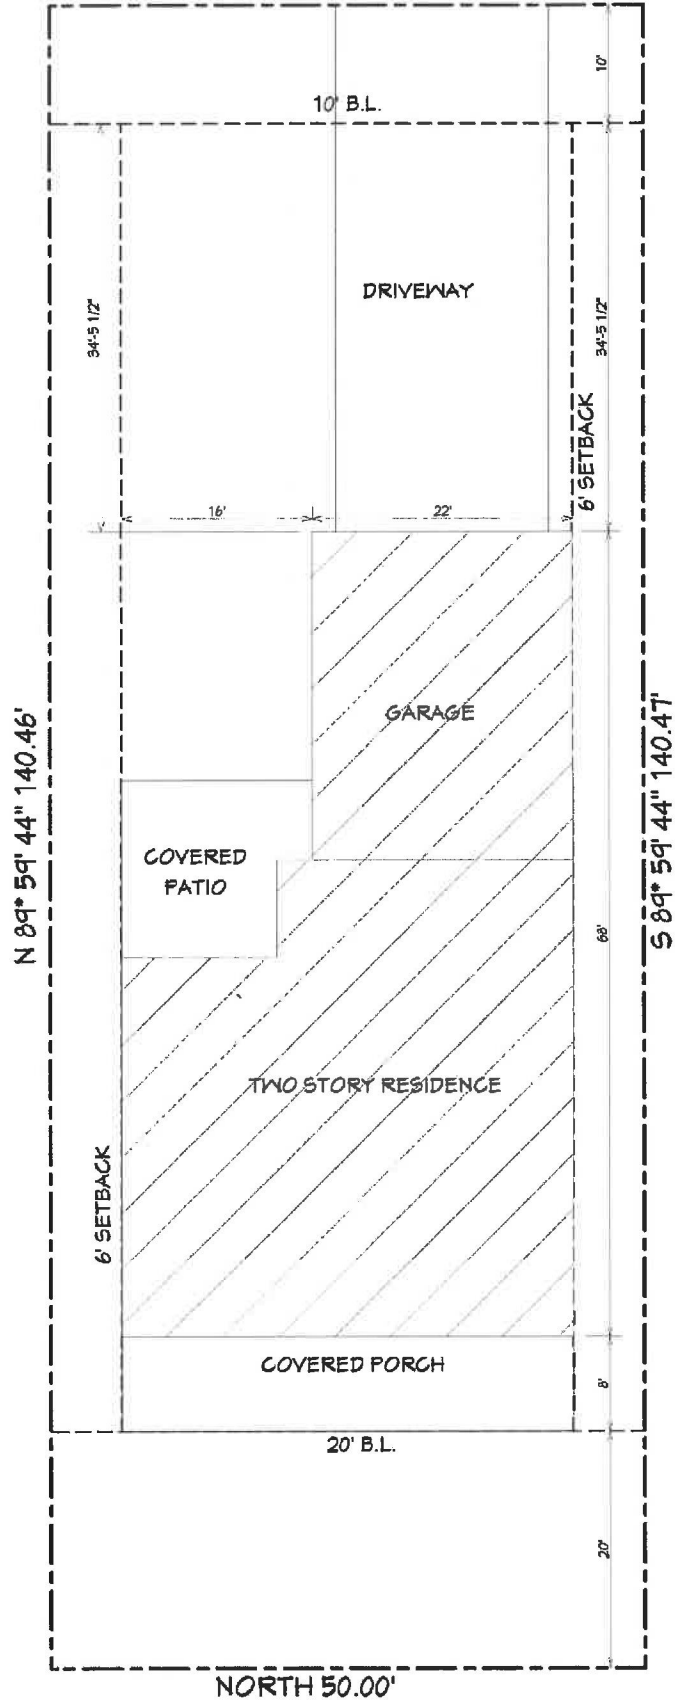 10'
10' B.L.
DRIVEWAY
34'-5 1/2"
34'-5 1/2"
6' SETBACK
16'
22'
GARAGE
N 89° 59' 44" 140.46'
S 89° 59' 44" 140.47'
COVERED
PATIO
68'
TWO STORY RESIDENCE
6' SETBACK
COVERED PORCH
8'
20' B.L.
20'
NORTH 50.00'